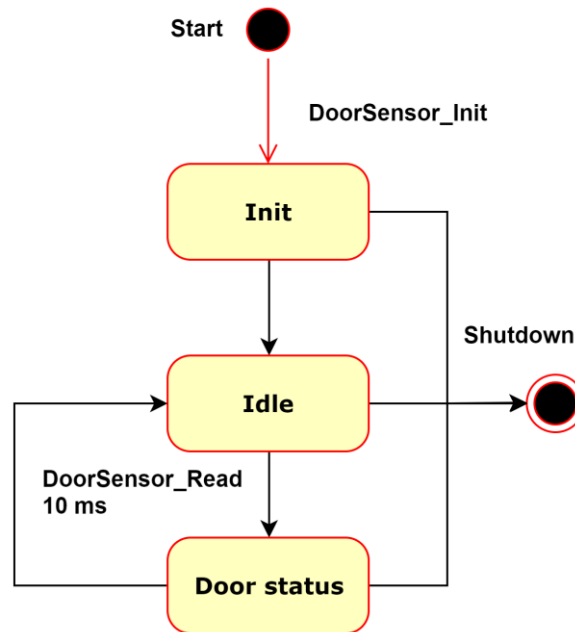 Start
DoorSensor_Init
Init
Shutdown
Idle
DoorSensor_Read
10 ms
Door status